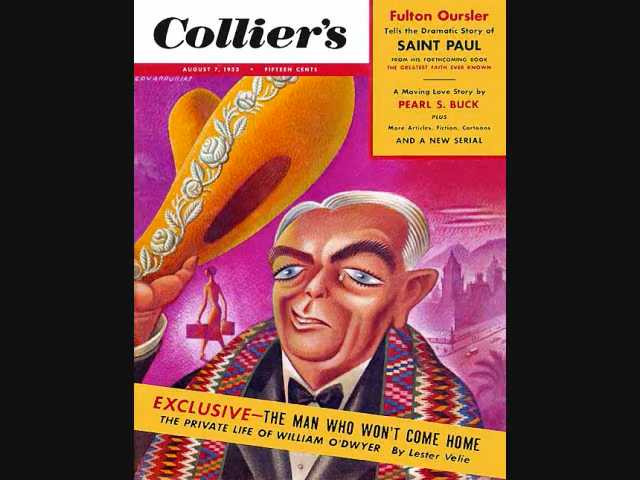 Collier's
AUGUST 7, 1953 • FIFTEEN CENTS
COVARRUBIAS
Fulton Oursler
Tells the Dramatic Story of
SAINT PAUL
FROM HIS FORTHCOMING BOOK
THE GREATEST FAITH EVER KNOWN
A Moving Love Story by
PEARL S. BUCK
PLUS
More Articles, Fiction, Cartoons
AND A NEW SERIAL
EXCLUSIVE—THE MAN WHO WON'T COME HOME
THE PRIVATE LIFE OF WILLIAM O'DWYER By Lester Velie